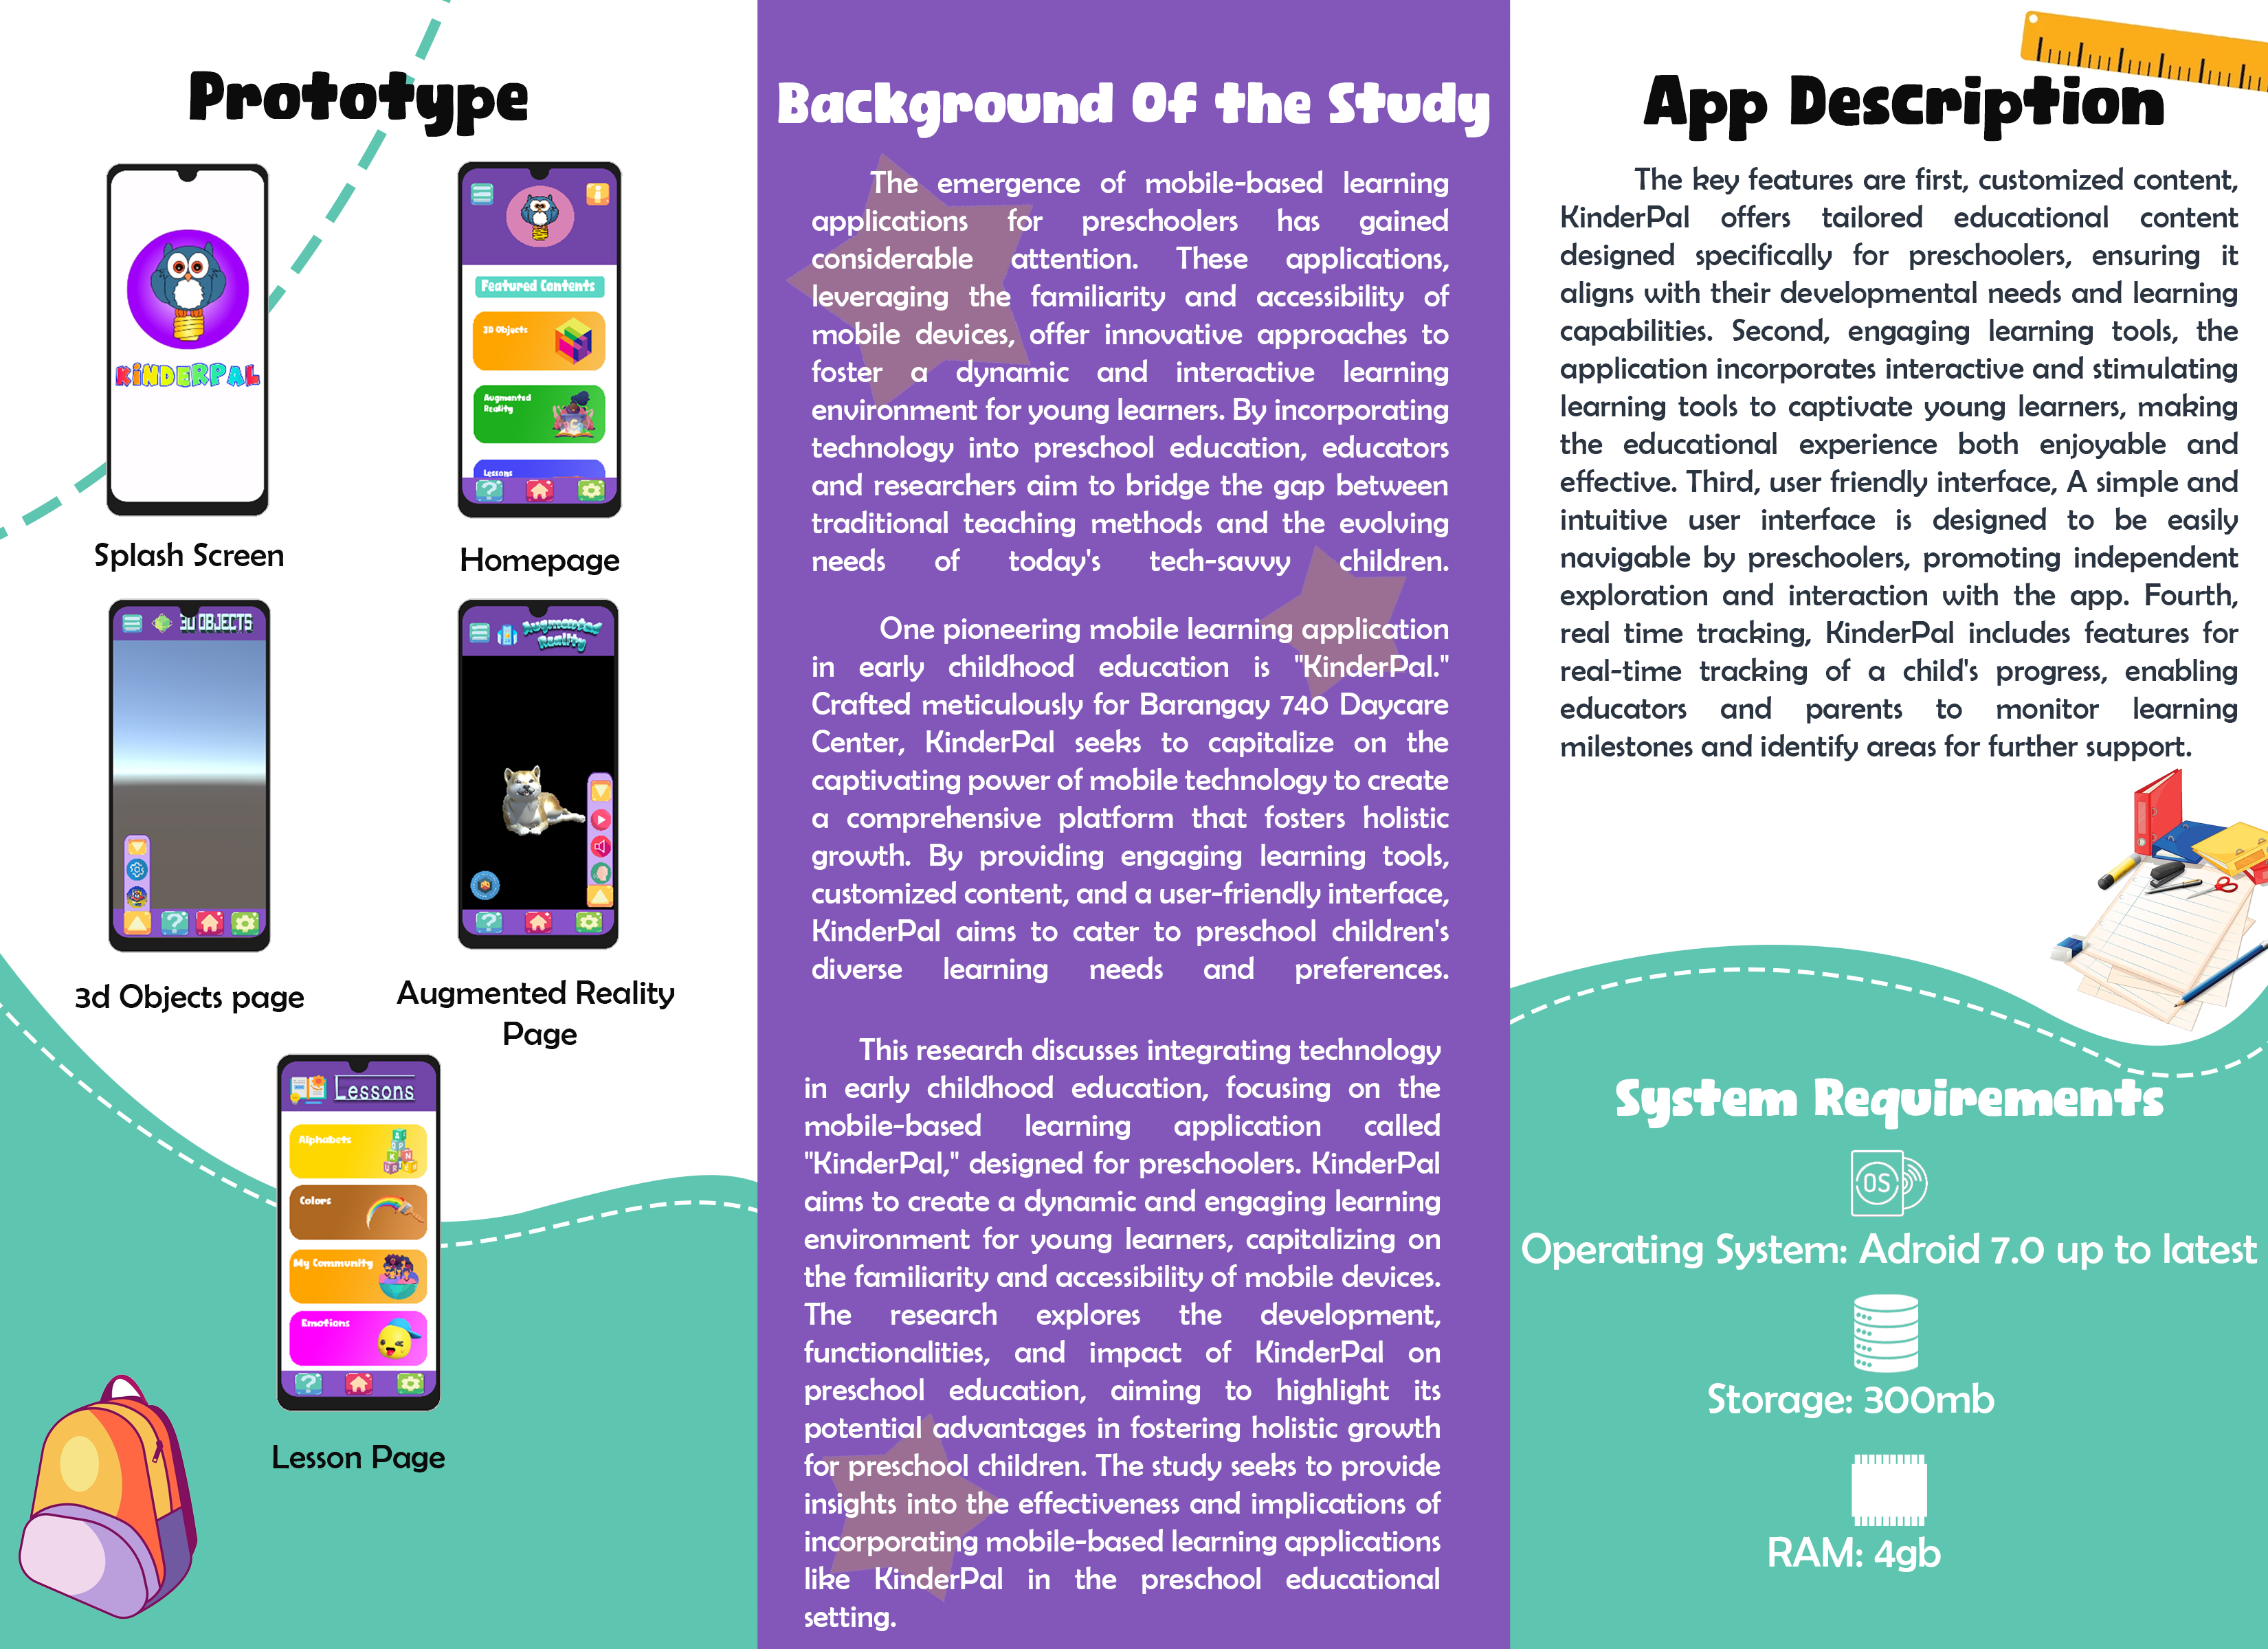 Prototype
KINDERPAL
Splash Screen
Featured Contents
3D Objects
Augmented
Reality
Lessons
Homepage
3D OBJECTS
3d Objects page
Augmented
Reality
Augmented Reality
Page
Lessons
Alphabets
Colors
My Community
Emotions
Lesson Page
Background Of the Study
The emergence of mobile-based learning
applications for preschoolers has gained
considerable attention. These applications,
leveraging the familiarity and accessibility of
mobile devices, offer innovative approaches to
foster a dynamic and interactive learning
environment for young learners. By incorporating
technology into preschool education, educators
and researchers aim to bridge the gap between
traditional teaching methods and the evolving
needs of today's tech-savvy children.
One pioneering mobile learning application
in early childhood education is "KinderPal."
Crafted meticulously for Barangay 740 Daycare
Center, KinderPal seeks to capitalize on the
captivating power of mobile technology to create
a comprehensive platform that fosters holistic
growth. By providing engaging learning tools,
customized content, and a user-friendly interface,
KinderPal aims to cater to preschool children's
diverse learning needs and preferences.
This research discusses integrating technology
in early childhood education, focusing on the
mobile-based learning application called
"KinderPal," designed for preschoolers. KinderPal
aims to create a dynamic and engaging learning
environment for young learners, capitalizing on
the familiarity and accessibility of mobile devices.
The research explores the development,
functionalities, and impact of KinderPal on
preschool education, aiming to highlight its
potential advantages in fostering holistic growth
for preschool children. The study seeks to provide
insights into the effectiveness and implications of
incorporating mobile-based learning applications
like KinderPal in the preschool educational
setting.
App Description
The key features are first, customized content,
KinderPal offers tailored educational content
designed specifically for preschoolers, ensuring it
aligns with their developmental needs and learning
capabilities. Second, engaging learning tools, the
application incorporates interactive and stimulating
learning tools to captivate young learners, making
the educational experience both enjoyable and
effective. Third, user friendly interface, A simple and
intuitive user interface is designed to be easily
navigable by preschoolers, promoting independent
exploration and interaction with the app. Fourth,
real time tracking, KinderPal includes features for
real-time tracking of a child's progress, enabling
educators and parents to monitor learning
milestones and identify areas for further support.
System Requirements
OS
Operating System: Adroid 7.0 up to latest
Storage: 300mb
RAM: 4gb